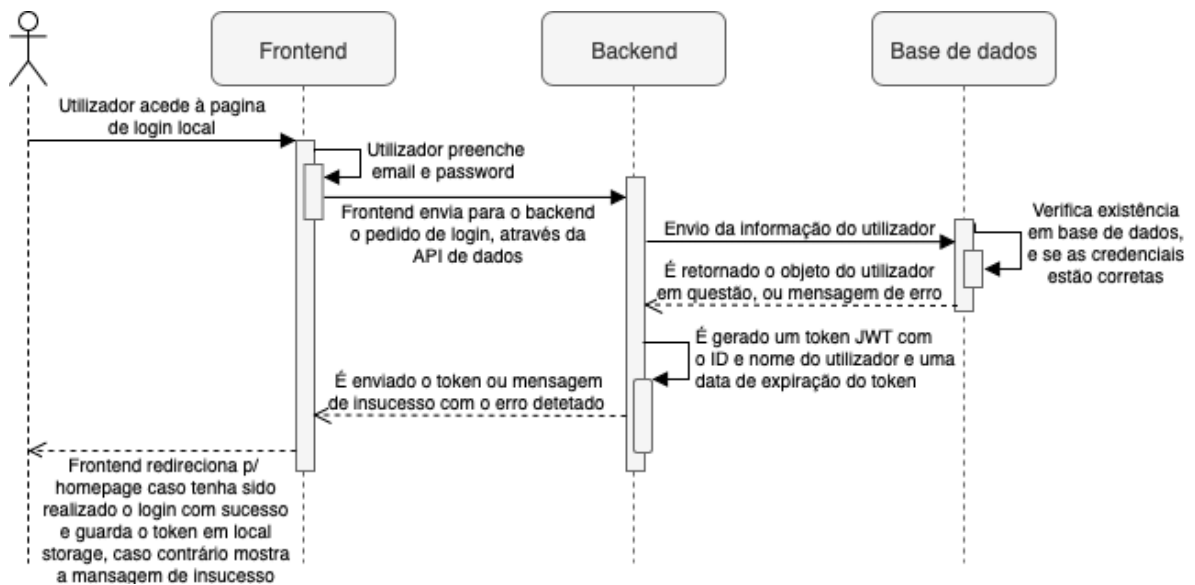 Frontend
Backend
Base de dados
Utilizador acede à pagina
de login local
Utilizador preenche
email e password
Frontend envia para o backend
o pedido de login, através da
API de dados
Envio da informação do utilizador
Verifica existência
em base de dados,
e se as credenciais
estão corretas
É retornado o objeto do utilizador
em questão, ou mensagem de erro
É gerado um token JWT com
o ID e nome do utilizador e uma
data de expiração do token
É enviado o token ou mensagem
de insucesso com o erro detetado
Frontend redireciona p/
homepage caso tenha sido
realizado o login com sucesso
e guarda o token em local
storage, caso contrário mostra
a mansagem de insucesso